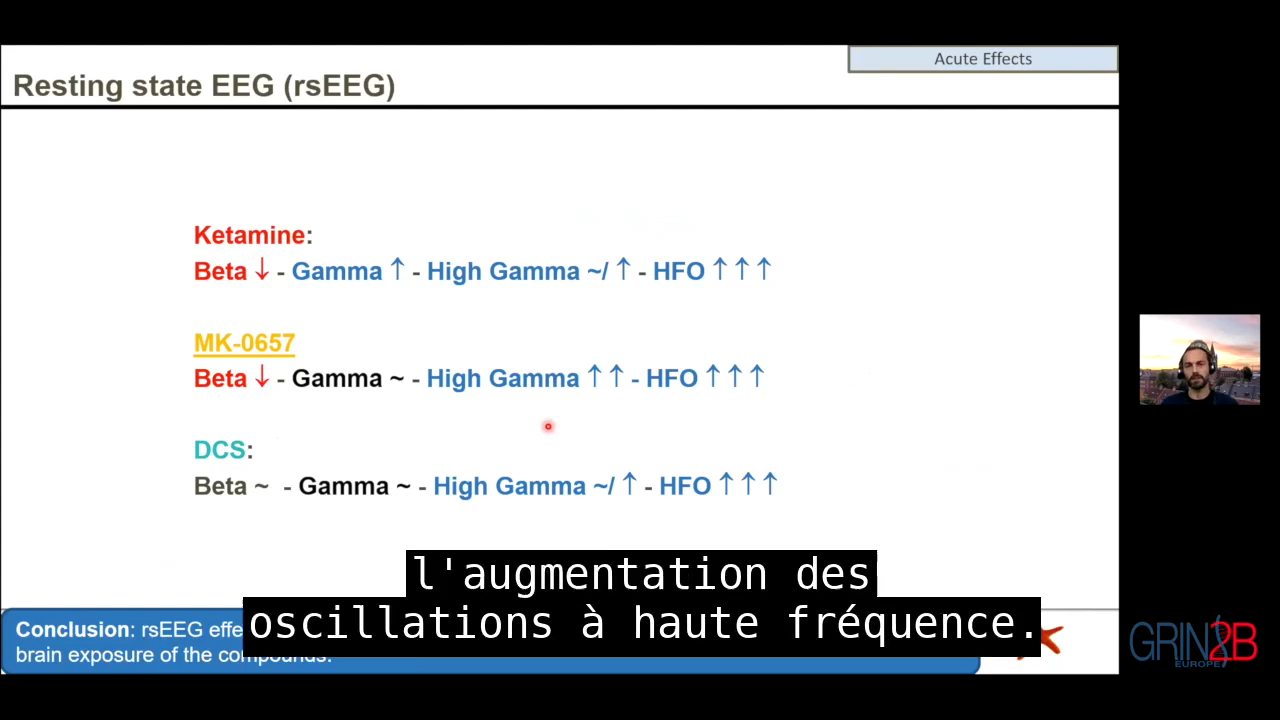 Acute Effects
Resting state EEG (rsEEG)
Ketamine:
Beta ↓ - Gamma ↑ - High Gamma ~/ ↑ - HFO ↑ ↑ ↑
MK-0657
Beta ↓ - Gamma ~ - High Gamma ↑ ↑ - HFO ↑ ↑ ↑
DCS:
Beta ~ - Gamma ~ - High Gamma ~/ ↑ - HFO ↑ ↑ ↑
l'augmentation des
oscillations à haute fréquence.
Conclusion: rsEEG
brain exposure of the compounds.
GRIN2B
EUROPE